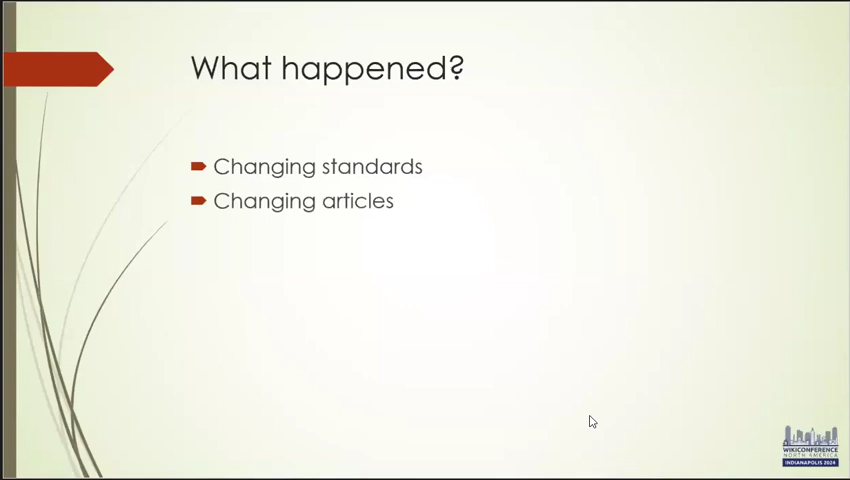 What happened?
Changing standards
Changing articles
WIKICONFERENCE
NORTH AMERICA
INDIANAPOLIS 2024